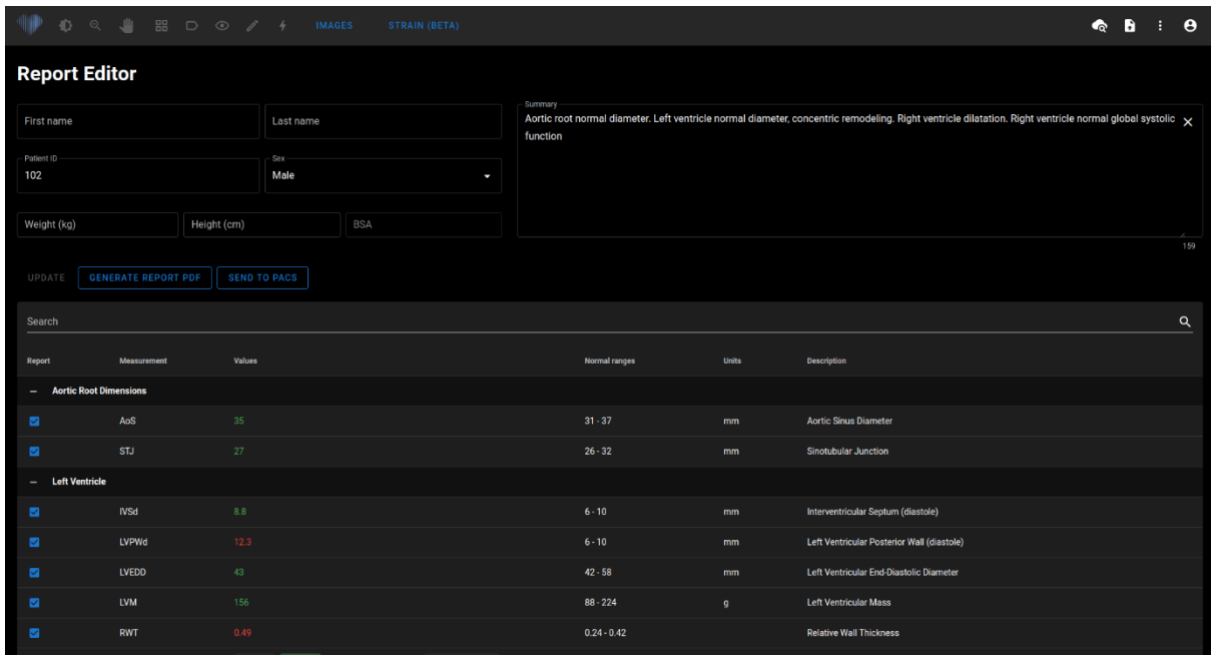 IMAGES STRAIN (BETA)
Report Editor
First name
Last name
Summary
Aortic root normal diameter. Left ventricle normal diameter, concentric remodeling. Right ventricle dilatation. Right ventricle normal global systolic
function
Patient ID
102
Sex
Male
Weight (kg)
Height (cm)
BSA
159
UPDATE GENERATE REPORT PDF SEND TO PACS
Search
Report Measurement Values Normal ranges Units Description
– Aortic Root Dimensions
AoS 35 31 - 37 mm Aortic Sinus Diameter
STJ 27 26 - 32 mm Sinotubular Junction
– Left Ventricle
IVSd 8.8 6 - 10 mm Interventricular Septum (diastole)
LVPWd 12.3 6 - 10 mm Left Ventricular Posterior Wall (diastole)
LVEDD 43 42 - 58 mm Left Ventricular End-Diastolic Diameter
LVM 156 88 - 224 g Left Ventricular Mass
RWT 0.49 0.24 - 0.42 Relative Wall Thickness